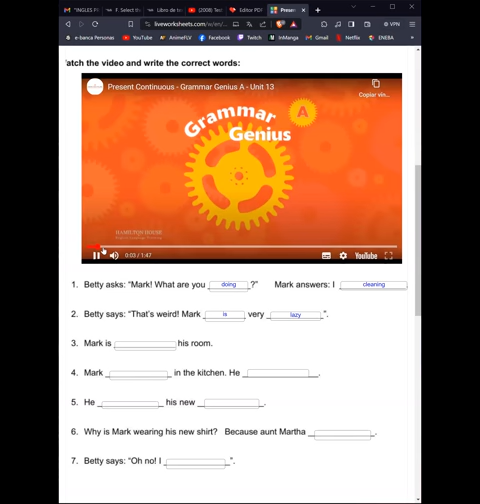 "INGLES P
F. Select th
Libro de te
(2008) Test
Editor PDF
Presen
liveworksheets.com/w/en/...
VPN
e-banca Personas
YouTube
AnimeFLV
Facebook
Twitch
InManga
Gmail
Netflix
ENEBA
'atch the video and write the correct words:
Present Continuous - Grammar Genius A - Unit 13
Copiar vín...
Grammar
Genius
A
HAMILTON HOUSE
0:03 / 1:47
YouTube
1. Betty asks: "Mark! What are you doing ?" Mark answers: I cleaning
2. Betty says: "That's weird! Mark is very lazy ".
3. Mark is his room.
4. Mark in the kitchen. He .
5. He his new .
6. Why is Mark wearing his new shirt? Because aunt Martha .
7. Betty says: "Oh no! I ".